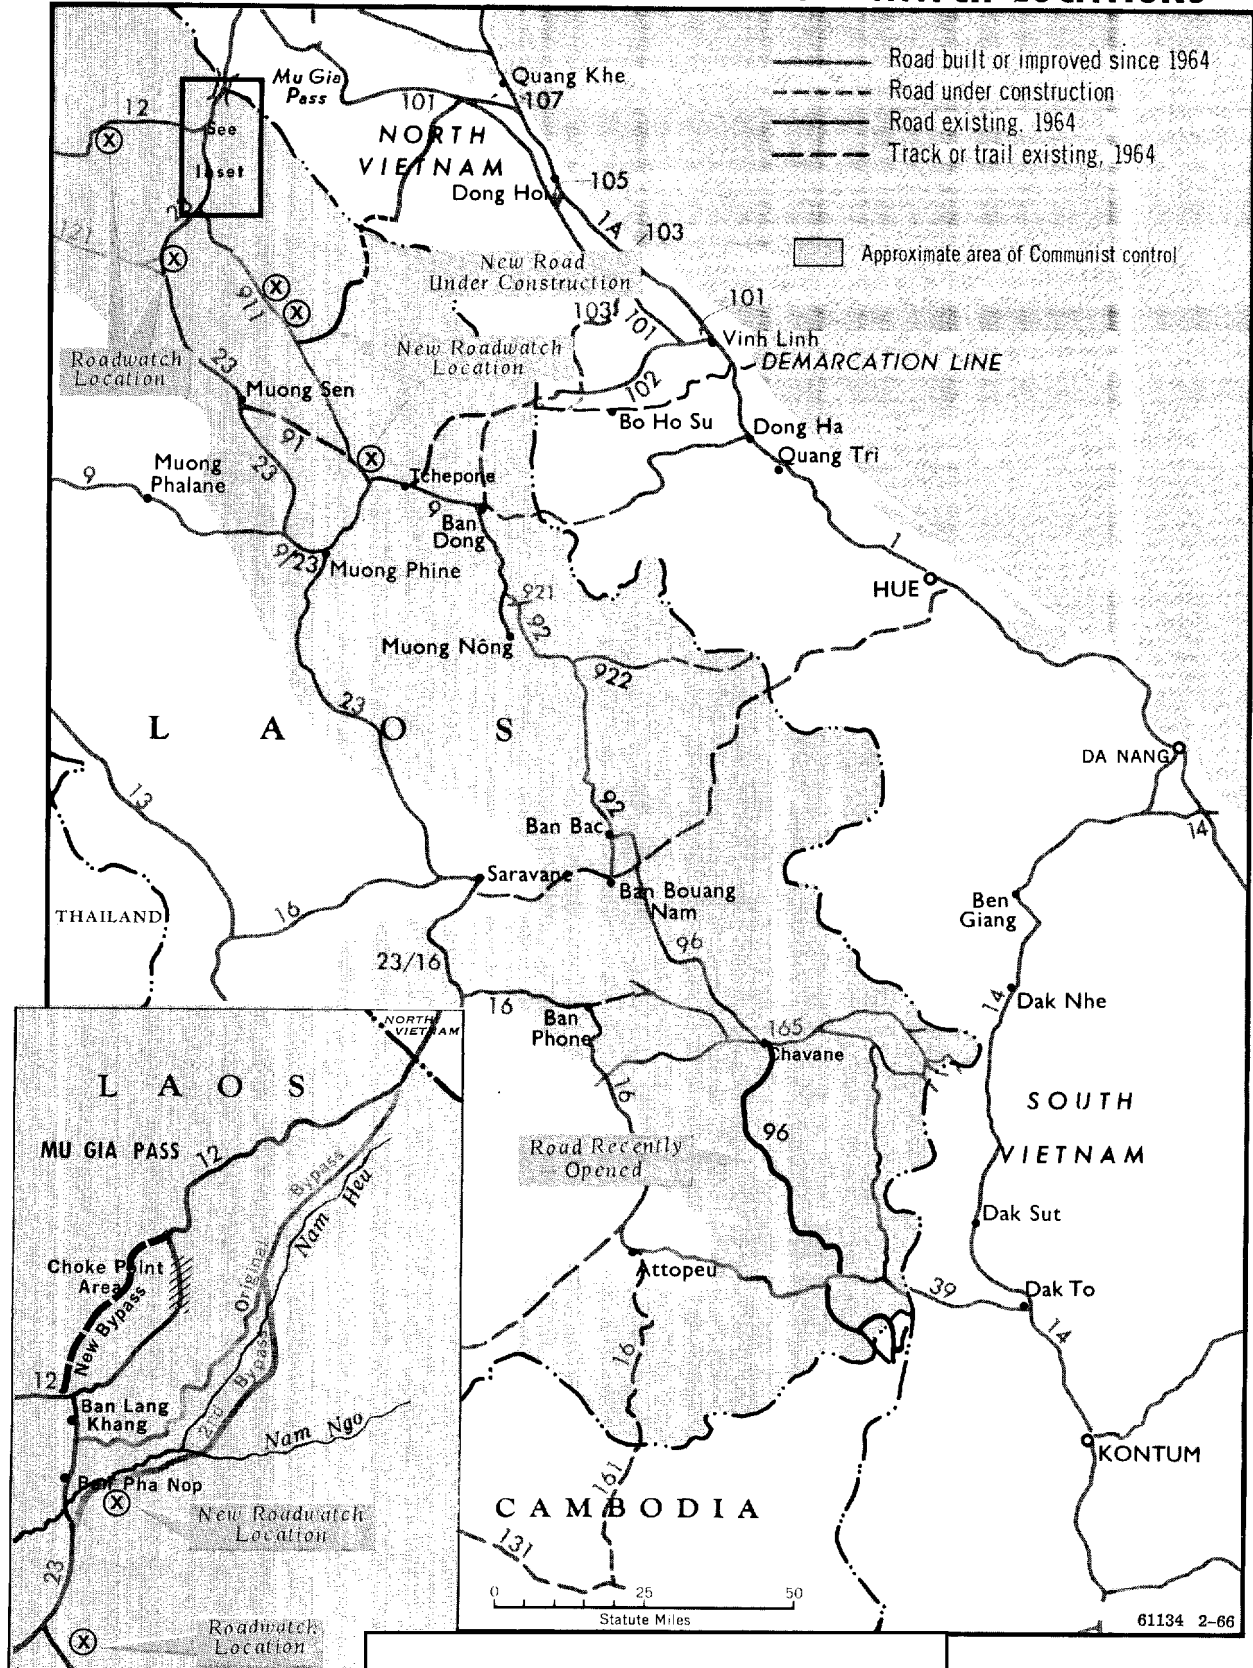 LOCATIONS
Road built or improved since 1964
Road under construction
Road existing, 1964
Track or trail existing, 1964
Approximate area of Communist control
Mu Gia
Pass
Quang Khe
107
101
12
See
Inset
NORTH
VIETNAM
Dong Hoi
105
1A
103
23
121
New Road
Under Construction
911
103
101
101
Vinh Linh
DEMARCATION LINE
New Roadwatch
Location
Roadwatch
Location
23
Muong Sen
102
Bo Ho Su
Dong Ha
Quang Tri
91
23
9
Muong
Phalane
Tchepone
9
Ban
Dong
9/23
Muong Phine
1
HUE
921
92
Muong Nông
922
23
L A O S
DA NANG
13
92
Ban Bac
14
Saravane
Ban Bouang
Nam
Ben
Giang
THAILAND
16
96
23/16
16
Ban
Phone
14
Dak Nhe
165
Chavane
16
96
SOUTH
VIETNAM
Road Recently
Opened
Dak Sut
Attopeu
39
Dak To
14
16
KONTUM
161
CAMBODIA
131
0 25 50
Statute Miles
61134 2-66
NORTH
VIETNAM
L A O S
MU GIA PASS
12
Bypass
Nam Heu
Choke Point
Area
Original
New Bypass
2nd Bypass
12
Ban Lang
Khang
Nam Ngo
Ban Pha Nop
New Roadwatch
Location
23
Roadwatch
Location